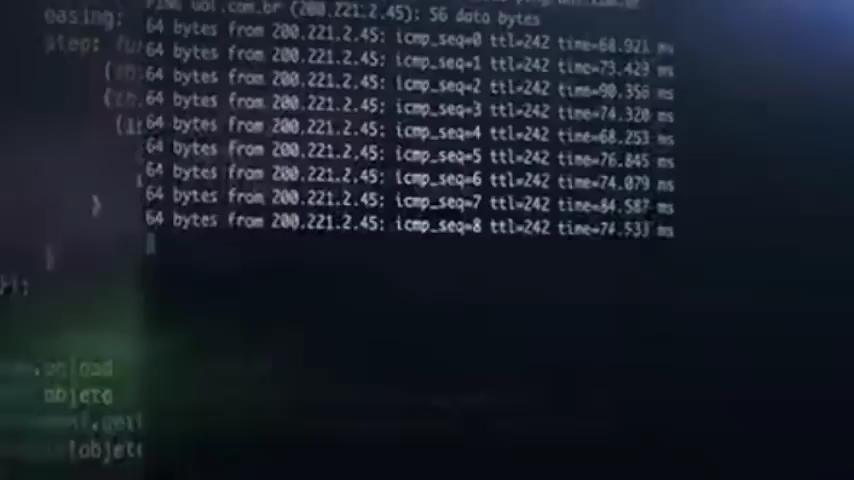 PING uol.com.br (200.221.2.45): 56 data bytes
easing:
64 bytes from 200.221.2.45: icmp_seq=0 ttl=242 time=68.921 ms
step:
64 bytes from 200.221.2.45: icmp_seq=1 ttl=242 time=73.429 ms
64 bytes from 200.221.2.45: icmp_seq=2 ttl=242 time=90.356 ms
64 bytes from 200.221.2.45: icmp_seq=3 ttl=242 time=74.320 ms
64 bytes from 200.221.2.45: icmp_seq=4 ttl=242 time=68.253 ms
64 bytes from 200.221.2.45: icmp_seq=5 ttl=242 time=76.845 ms
64 bytes from 200.221.2.45: icmp_seq=6 ttl=242 time=74.079 ms
}
64 bytes from 200.221.2.45: icmp_seq=7 ttl=242 time=84.587 ms
64 bytes from 200.221.2.45: icmp_seq=8 ttl=242 time=74.533 ms
}
objeto